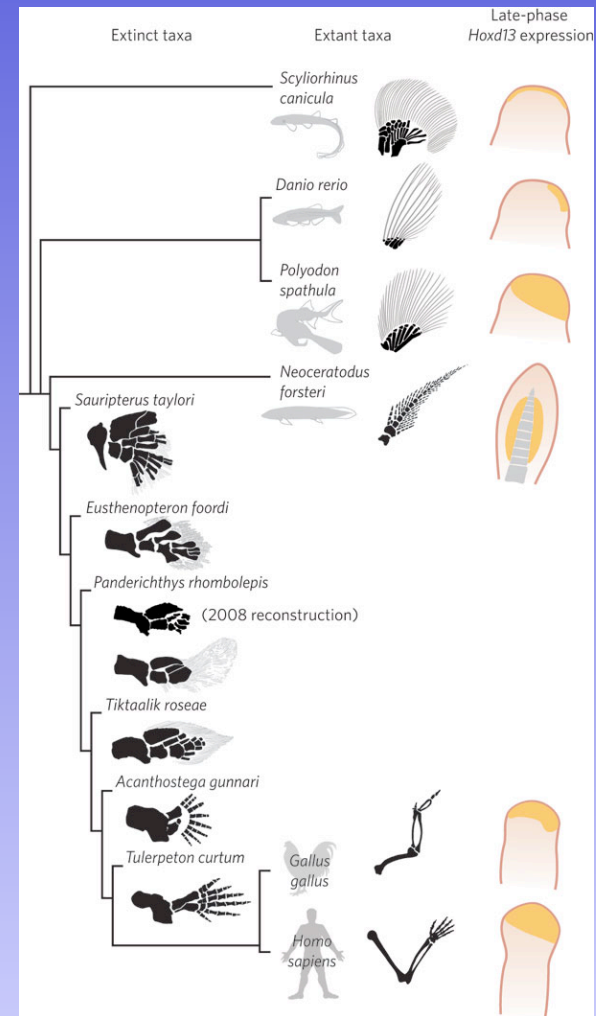 Extinct taxa
Extant taxa
Late-phase
Hoxd13 expression
Scyliorhinus
canicula
Danio rerio
Polyodon
spathula
Neoceratodus
forsteri
Sauripterus taylori
Eusthenopteron foordi
Panderichthys rhombolepis
(2008 reconstruction)
Tiktaalik roseae
Acanthostega gunnari
Tulerpeton curtum
Gallus
gallus
Homo
sapiens